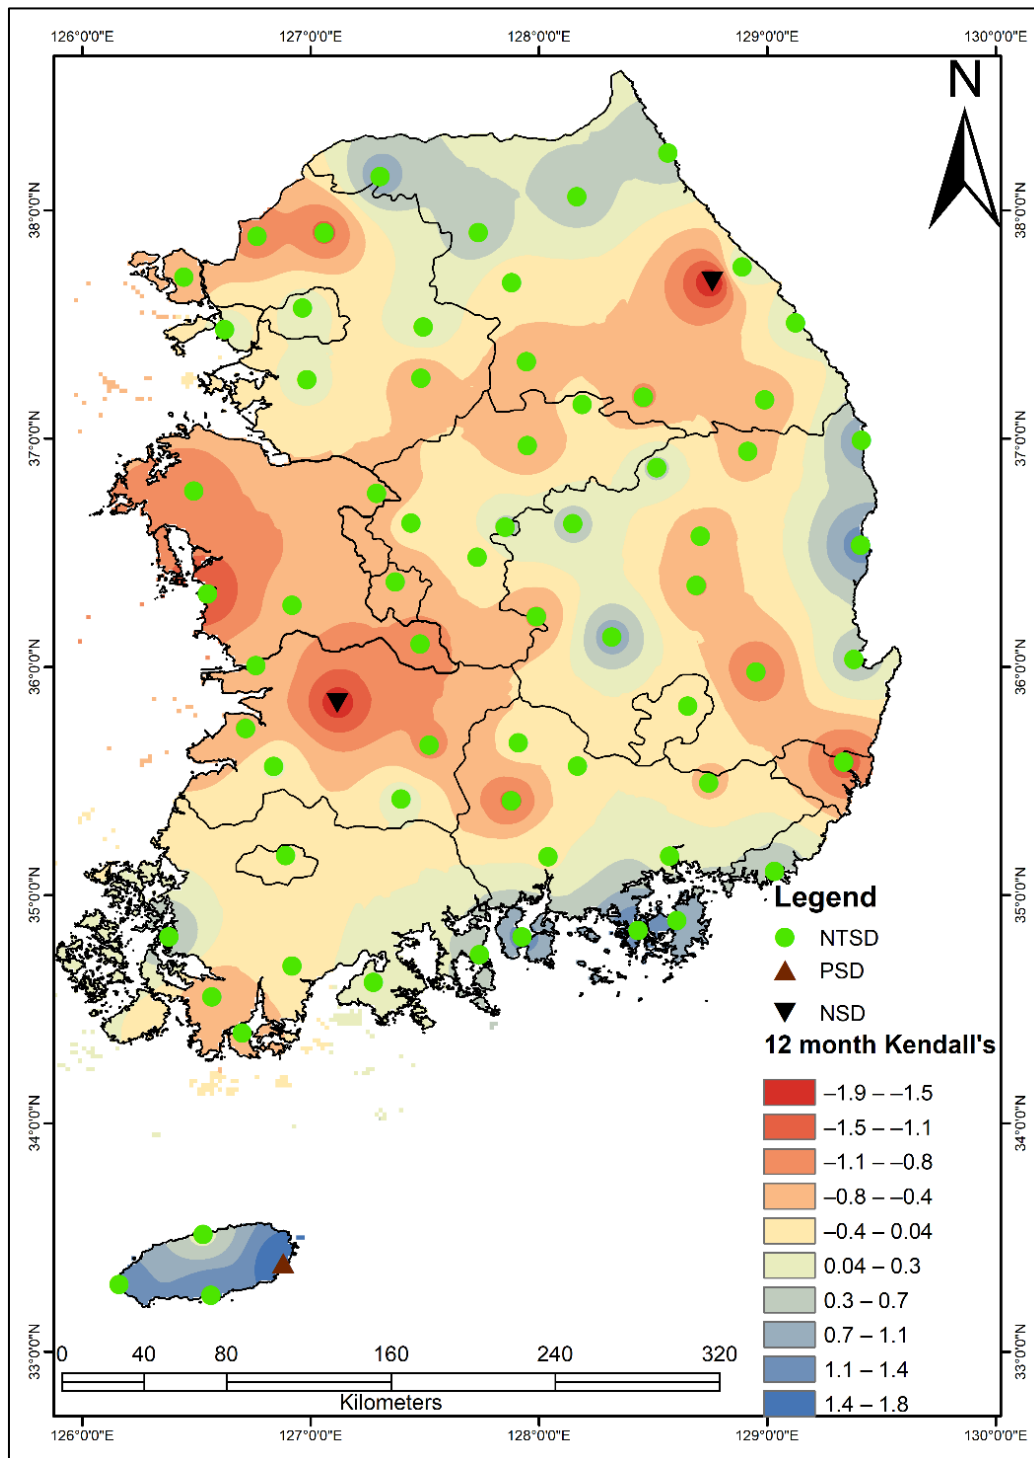 126°0'0"E 127°0'0"E 128°0'0"E 129°0'0"E 130°0'0"E
N
38°0'0"N 38°0'0"N
37°0'0"N 37°0'0"N
36°0'0"N 36°0'0"N
35°0'0"N 35°0'0"N
Legend
NTSD
PSD
NSD
12 month Kendall's
–1.9 – –1.5
34°0'0"N 34°0'0"N
–1.5 – –1.1
–1.1 – –0.8
–0.8 – –0.4
–0.4 – 0.04
0.04 – 0.3
0.3 – 0.7
0.7 – 1.1
33°0'0"N 33°0'0"N
1.1 – 1.4
1.4 – 1.8
0 40 80 160 240 320
Kilometers
126°0'0"E 127°0'0"E 128°0'0"E 129°0'0"E 130°0'0"E